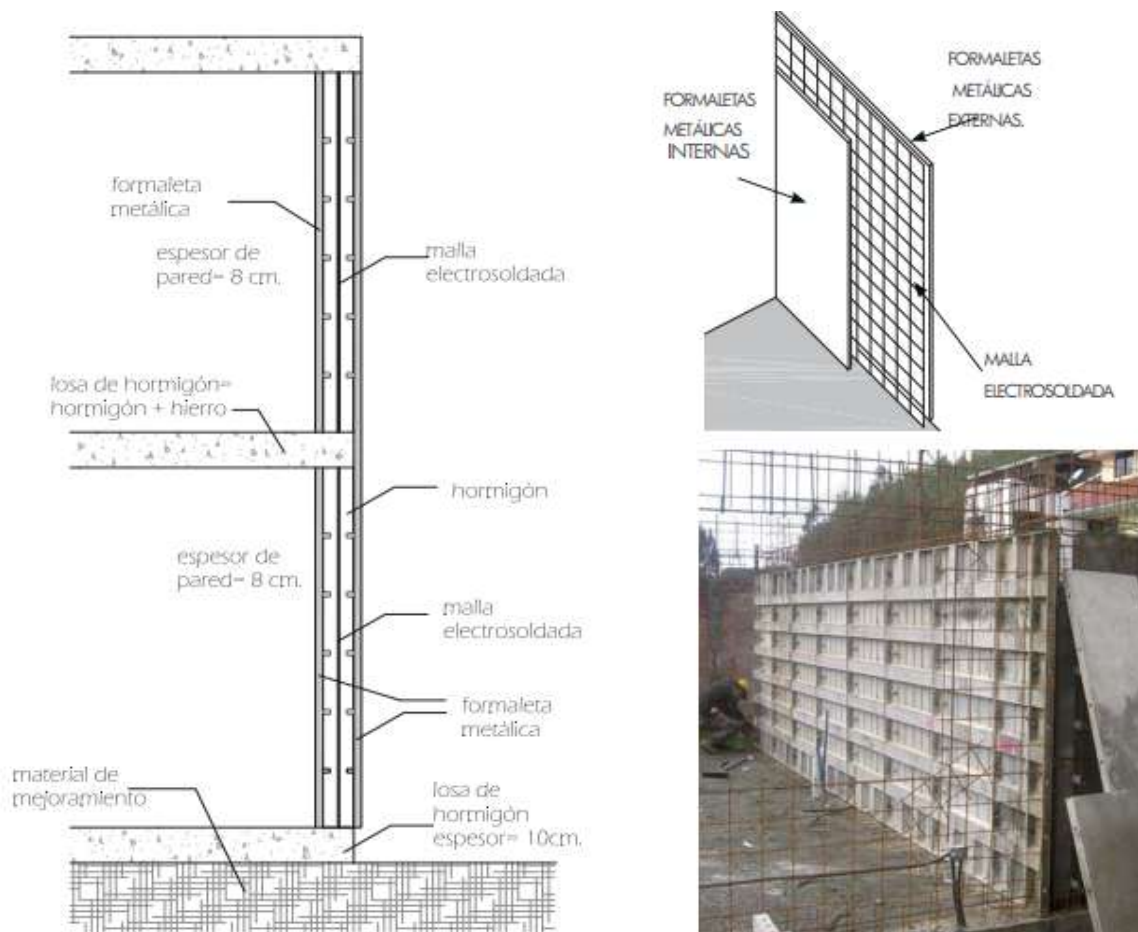 formaleta
metálica
espesor de
pared= 8 cm.
malla
electrosoldada
losa de hormigón=
hormigón + hierro
hormigón
espesor de
pared= 8 cm.
malla
electrosoldada
formaleta
metálica
material de
mejoramiento
losa de
hormigón
espesor= 10cm.
FORMALETAS
METÁLICAS
INTERNAS
FORMALETAS
METÁLICAS
EXTERNAS.
MALLA
ELECTROSOLDADA